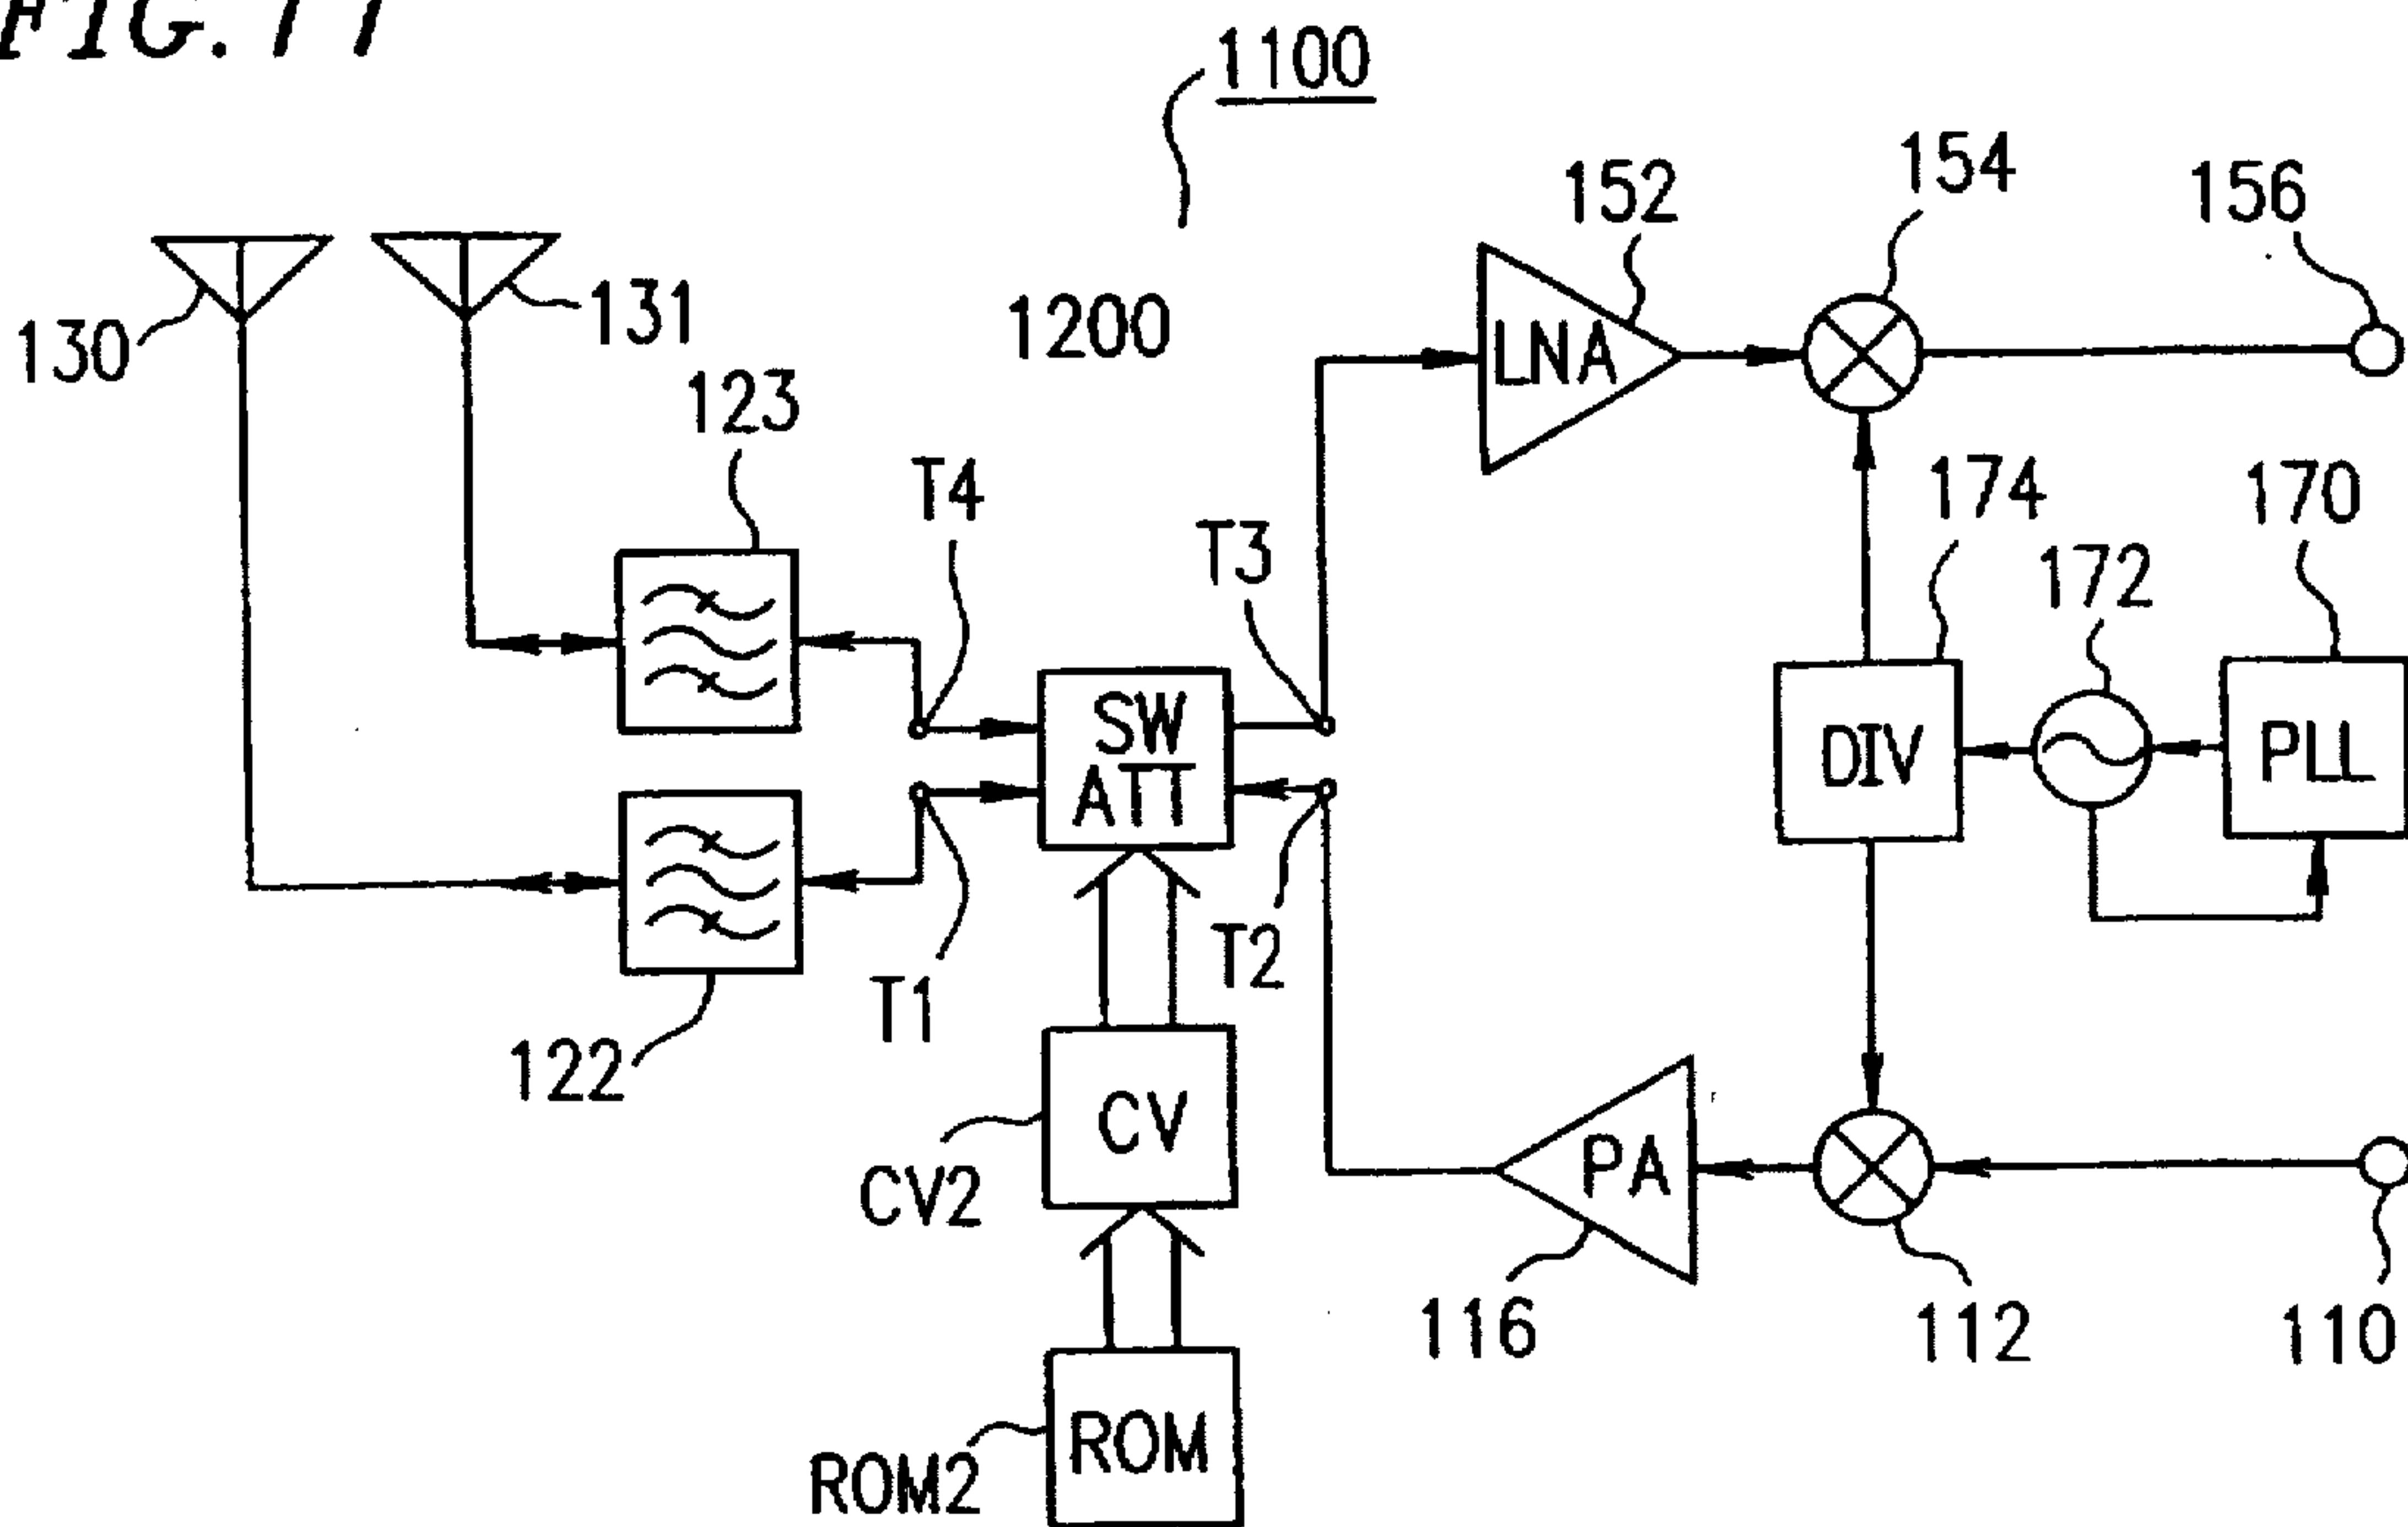 FIG. 11
1100
152
154
156
130
131
1200
LNA
123
T4
T3
174
170
172
SW
ATT
DIV
PLL
T1
T2
122
CV
CV2
PA
116
112
110
ROM
ROM2